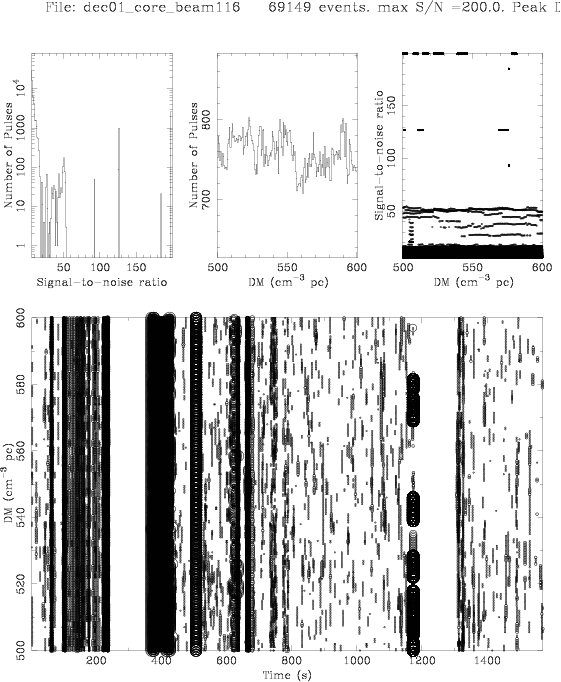 File: dec01_core_beam116 69149 events. max S/N =200.0. Peak D
Number of Pulses
10⁴
1000
100
10
1
50 100 150
Signal-to-noise ratio
Number of Pulses
800
700
500 550 600
DM (cm⁻³ pc)
Signal-to-noise ratio
150
100
50
500 550 600
DM (cm⁻³ pc)
DM (cm⁻³ pc)
600
580
560
540
520
500
200 400 600 800 1000 1200 1400
Time (s)